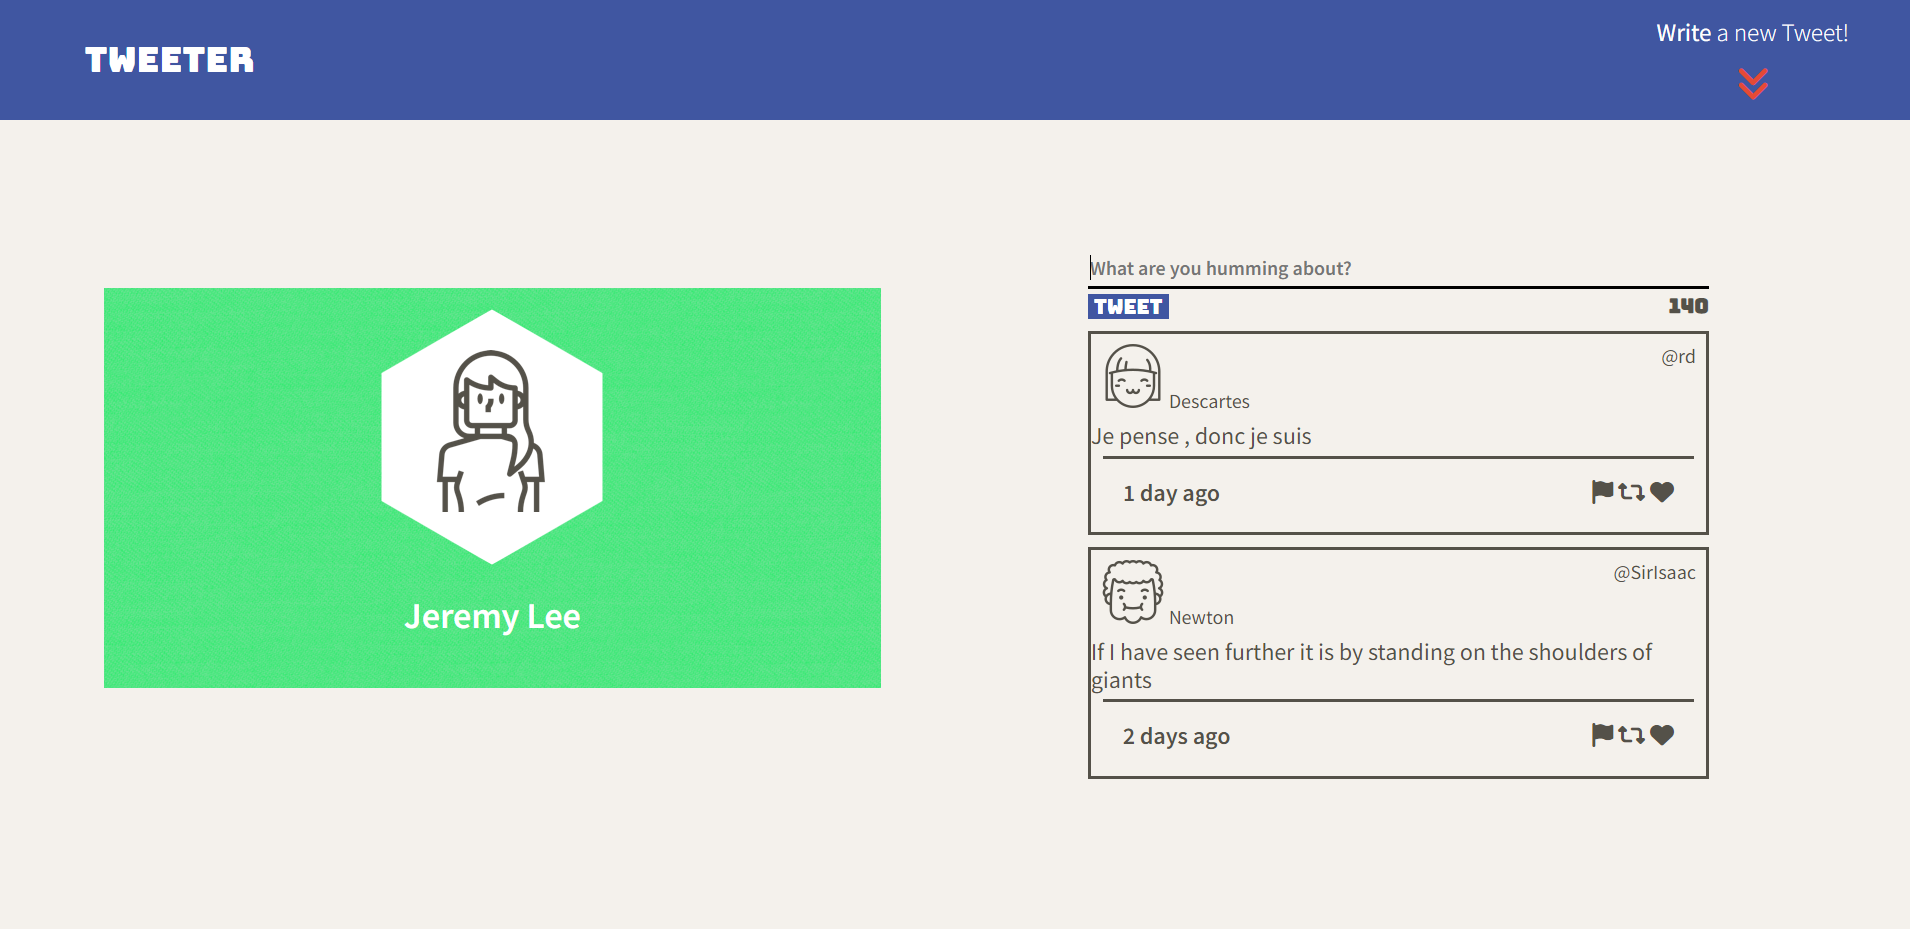 TWEETER
Write a new Tweet!
Jeremy Lee
What are you humming about?
TWEET
140
@rd
Descartes
Je pense , donc je suis
1 day ago
@SirIsaac
Newton
If I have seen further it is by standing on the shoulders of
giants
2 days ago